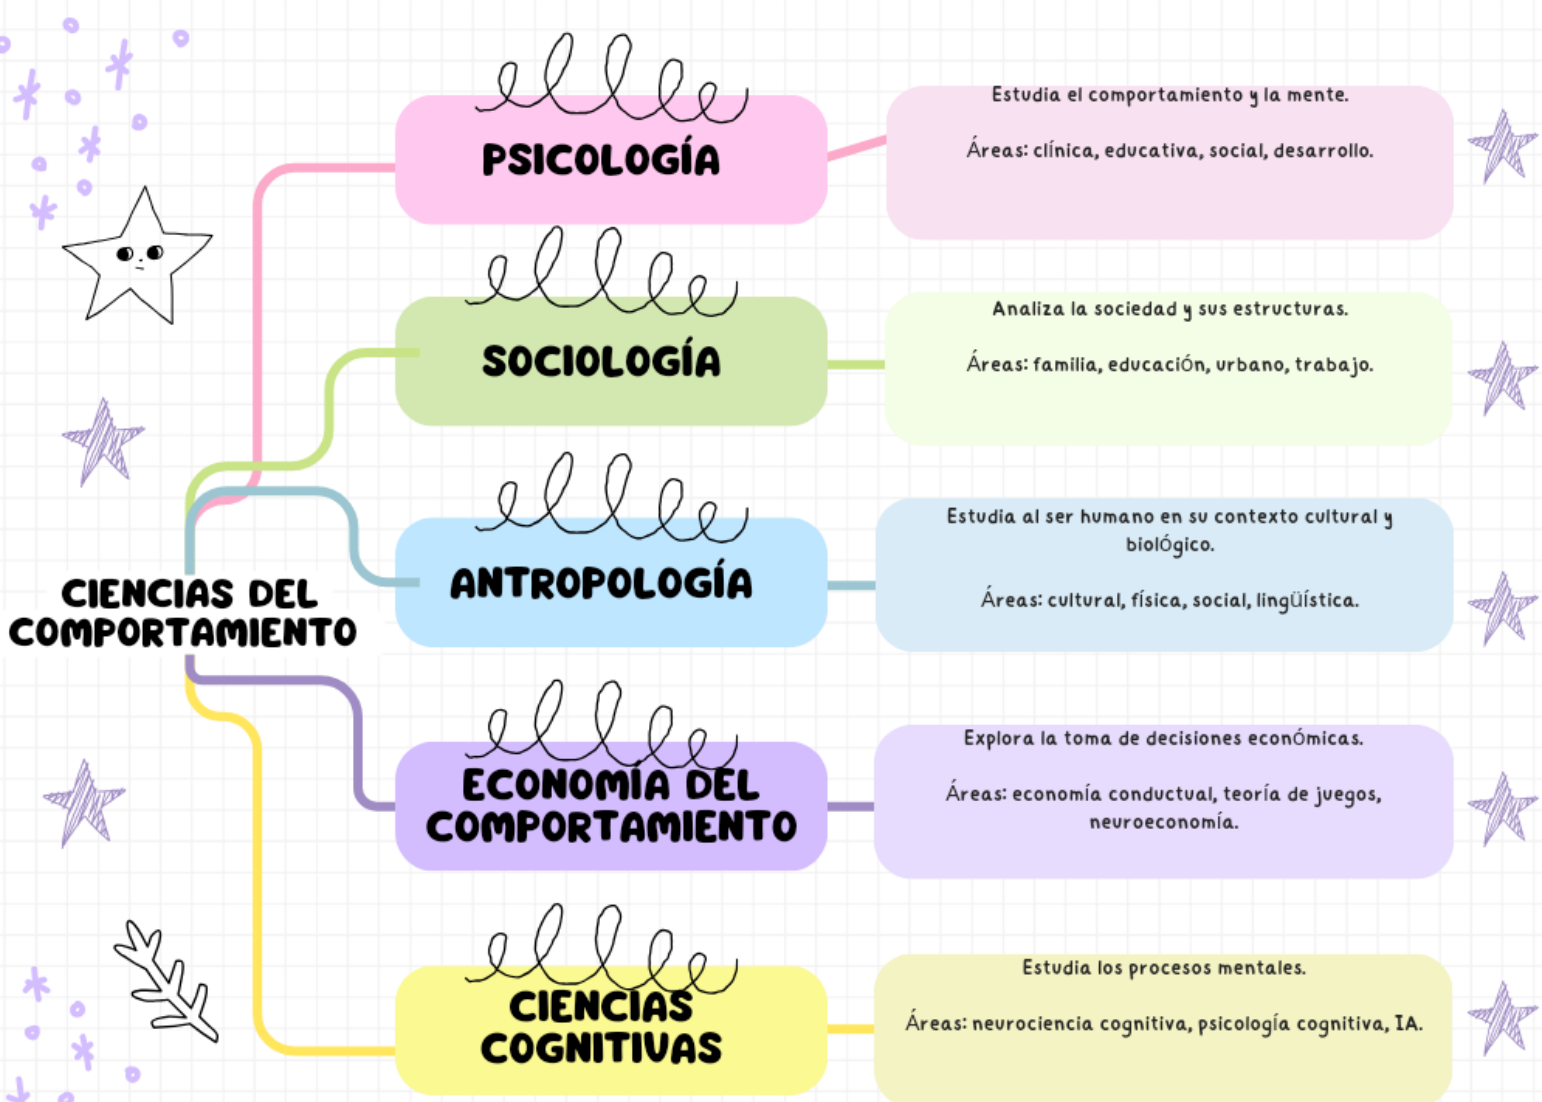 PSICOLOGÍA
Estudia el comportamiento y la mente.
Áreas: clínica, educativa, social, desarrollo.
SOCIOLOGÍA
Analiza la sociedad y sus estructuras.
Áreas: familia, educación, urbano, trabajo.
CIENCIAS DEL
COMPORTAMIENTO
ANTROPOLOGÍA
Estudia al ser humano en su contexto cultural y
biológico.
Áreas: cultural, física, social, lingüística.
ECONOMÍA DEL
COMPORTAMIENTO
Explora la toma de decisiones económicas.
Áreas: economía conductual, teoría de juegos,
neuroeconomía.
CIENCIAS
COGNITIVAS
Estudia los procesos mentales.
Áreas: neurociencia cognitiva, psicología cognitiva, IA.